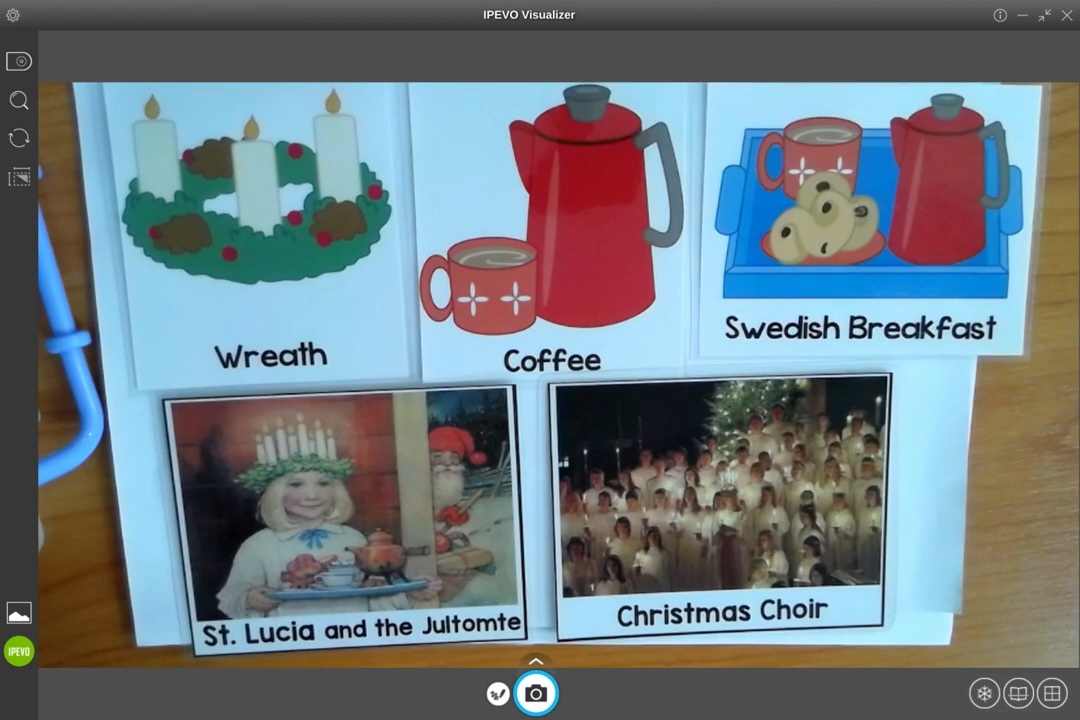 IPEVO Visualizer
Wreath
Coffee
Swedish Breakfast
St. Lucia and the Jultomte
Christmas Choir
IPEVO